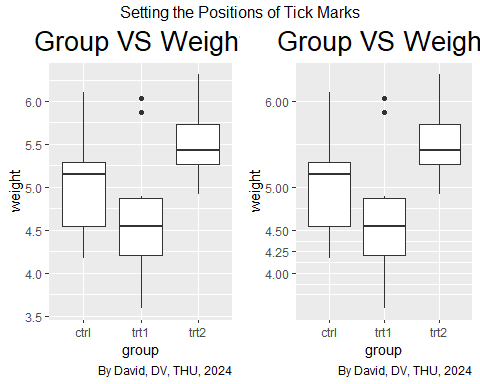 Setting the Positions of Tick Marks
Group VS Weigh
Group VS Weigh
6.0
5.5
5.0
4.5
4.0
3.5
weight
ctrl trt1 trt2
group
By David, DV, THU, 2024
6.00
5.00
4.50
4.25
4.00
weight
ctrl trt1 trt2
group
By David, DV, THU, 2024